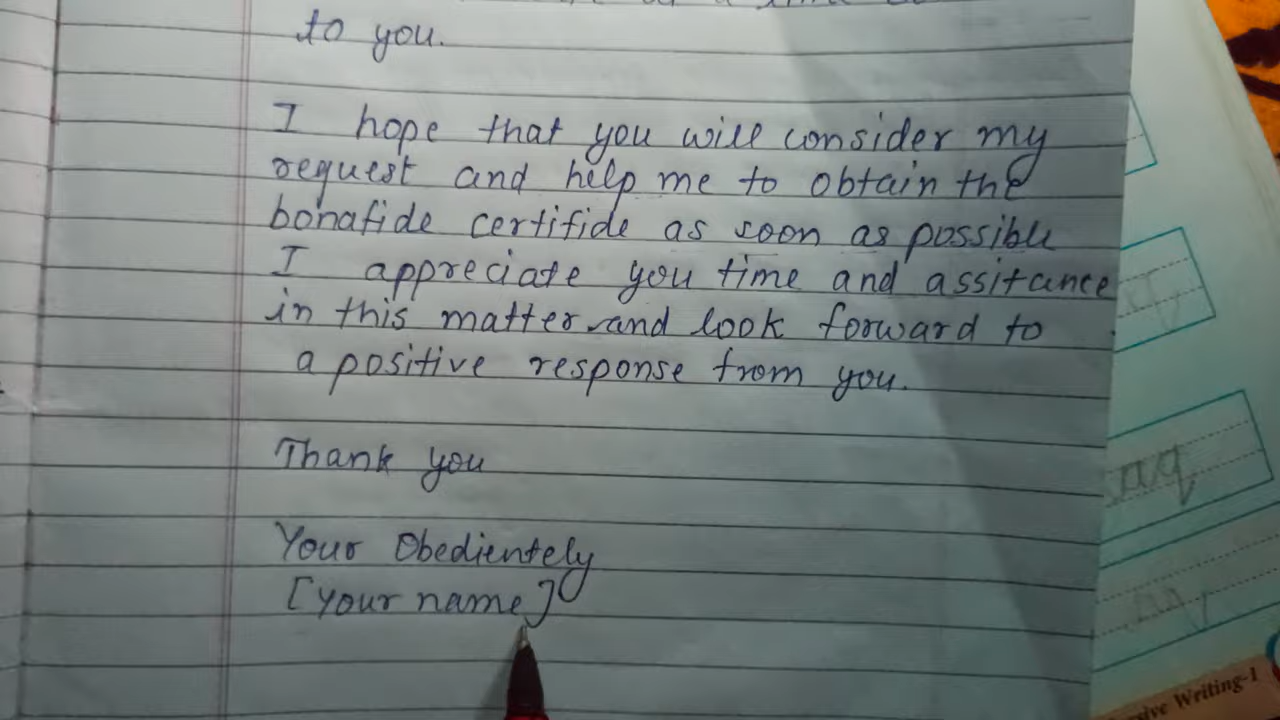 to you.
I hope that you will consider my
request and help me to obtain the
bonafide certifide as soon as possible
I appreciate you time and assitance
in this matter and look forward to
a positive response from you.
Thank you
Your Obedientely
[Your name]
aq
Writing-1